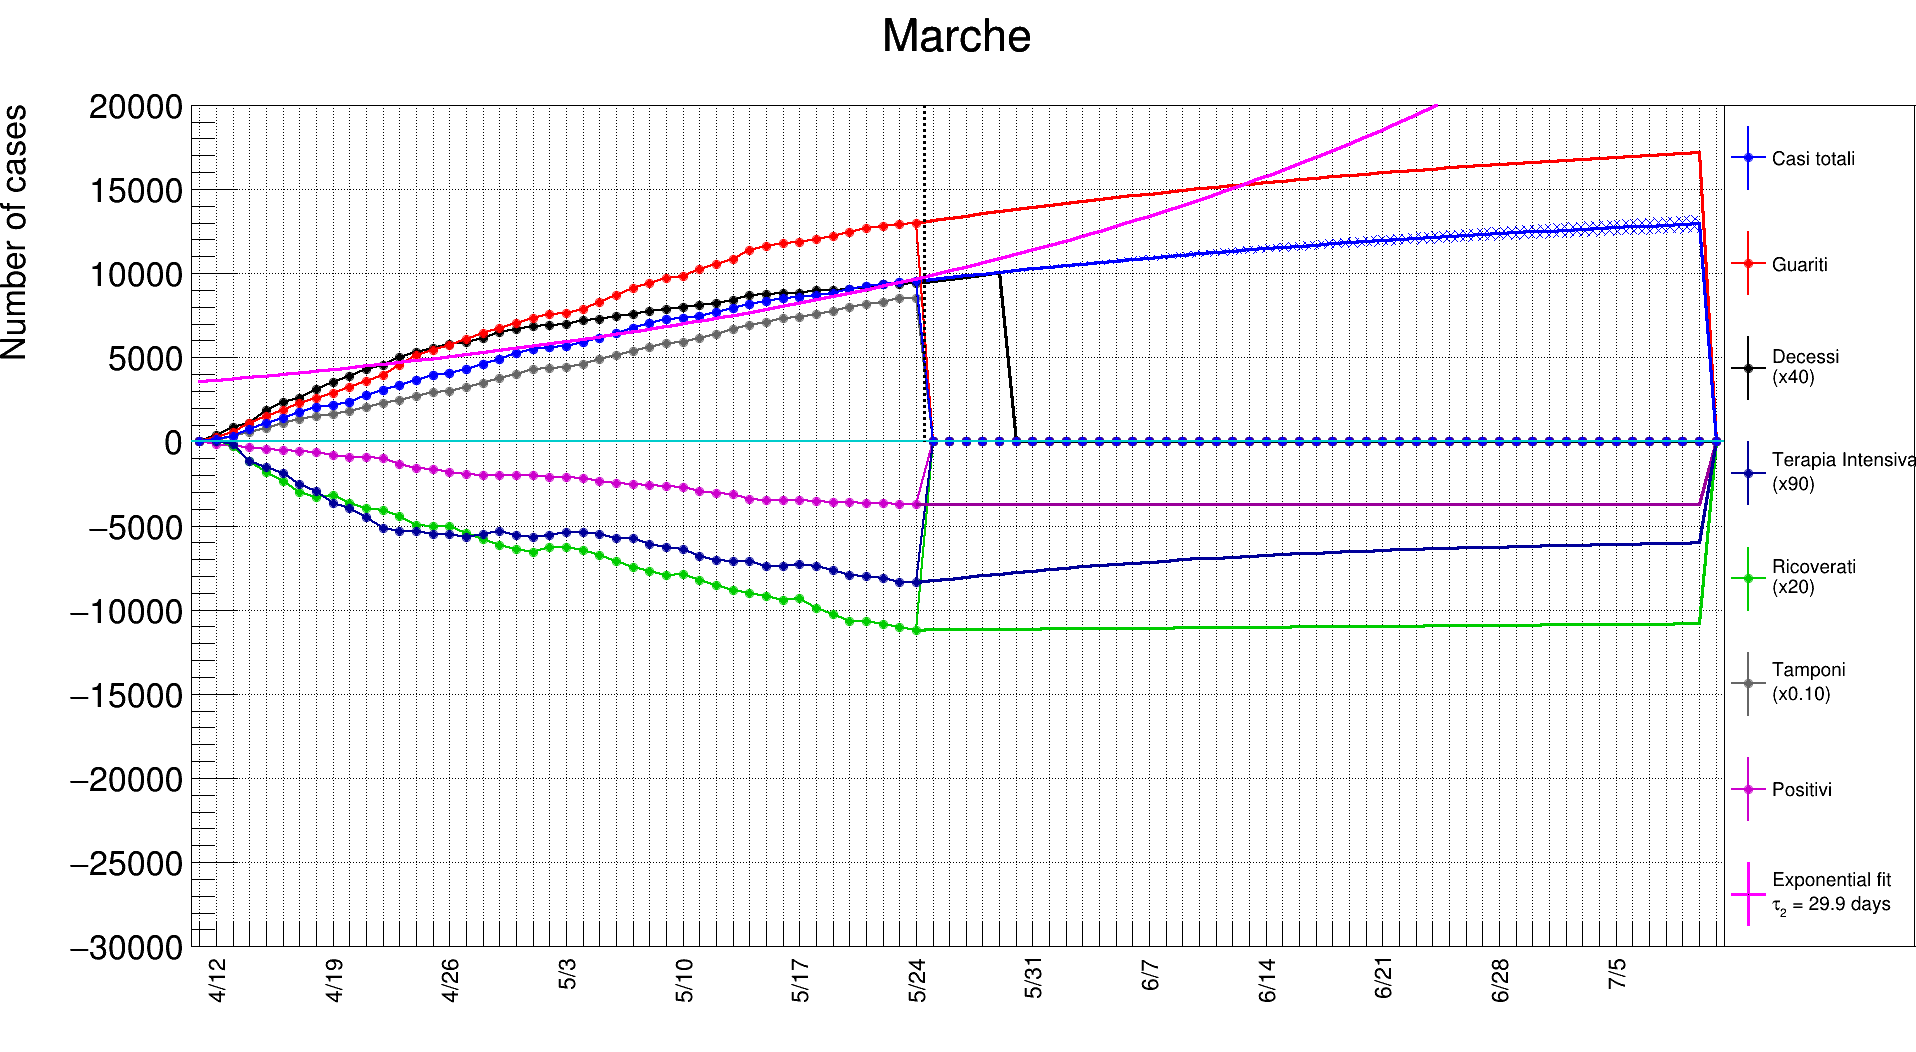 Marche
Number of cases
20000
15000
10000
5000
0
−5000
−10000
−15000
−20000
−25000
−30000
4/12
4/19
4/26
5/3
5/10
5/17
5/24
5/31
6/7
6/14
6/21
6/28
7/5
Casi totali
Guariti
Decessi
(x40)
Terapia Intensiva
(x90)
Ricoverati
(x20)
Tamponi
(x0.10)
Positivi
Exponential fit
τ2 = 29.9 days